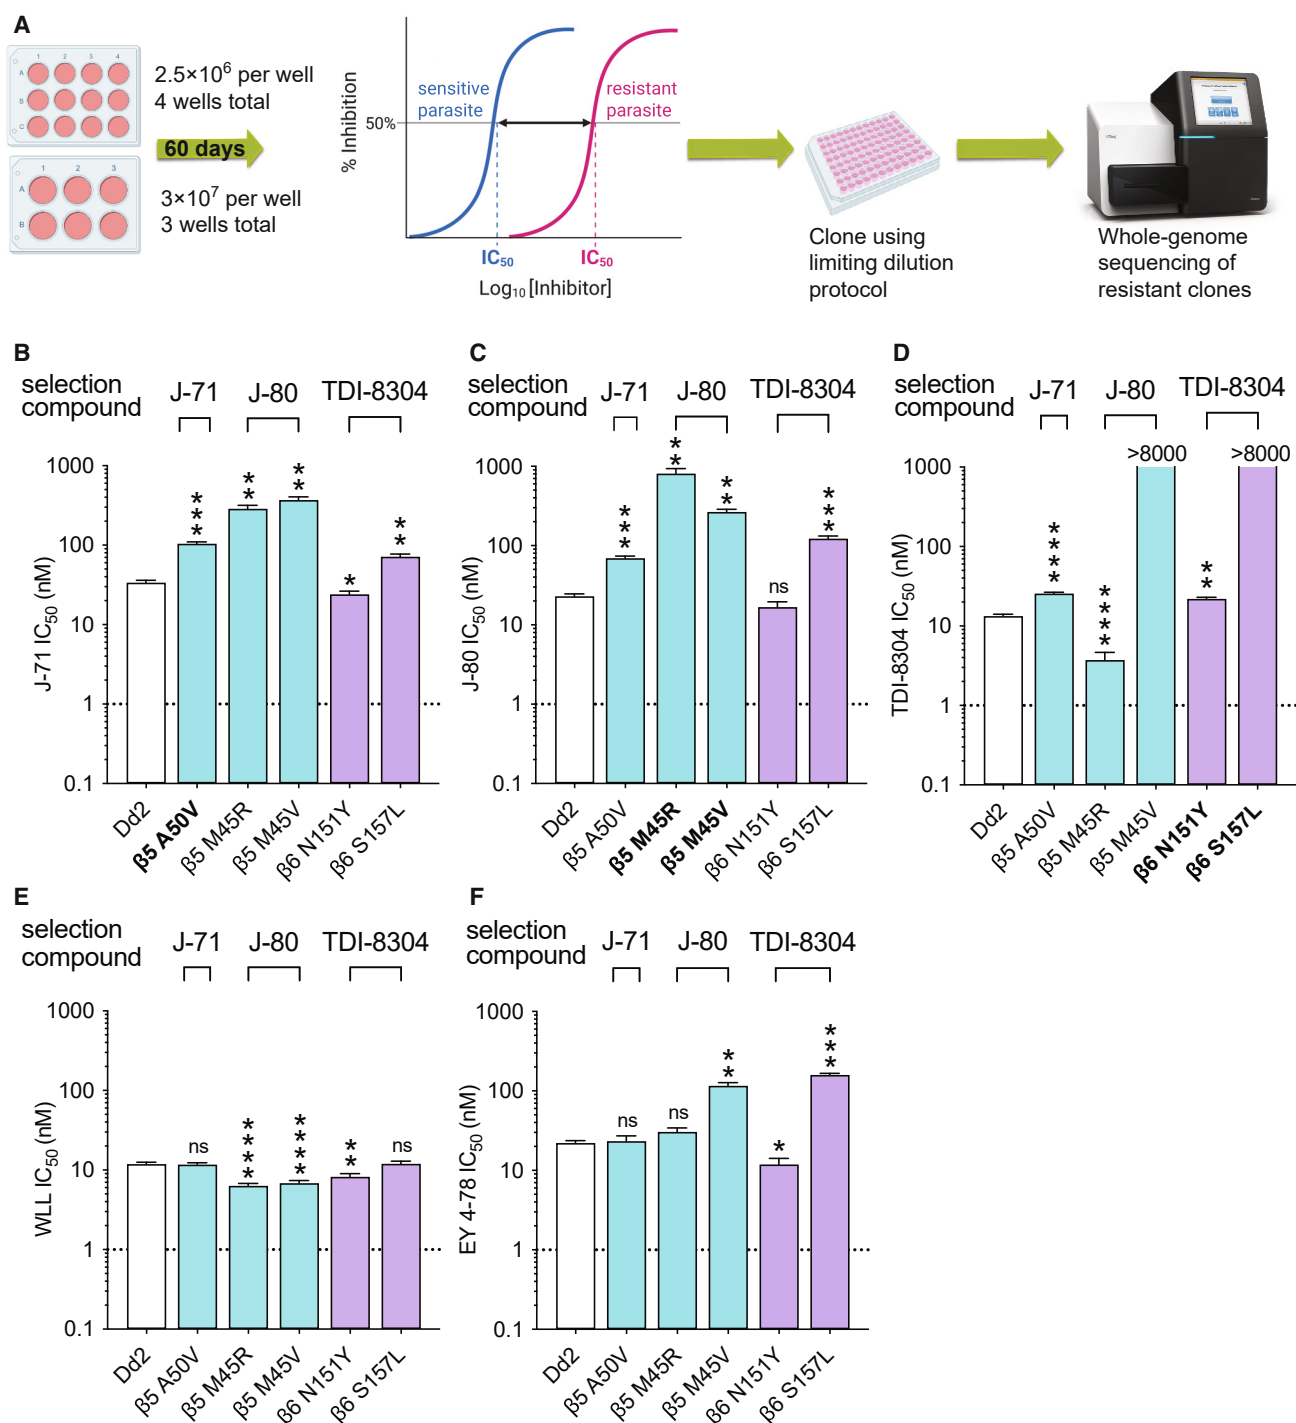 A
1 2 3 4
A
B
C
1 2 3
A
B
2.5×10⁶ per well
4 wells total
60 days
3×10⁷ per well
3 wells total
% Inhibition
50%
sensitive
parasite
resistant
parasite
IC₅₀
IC₅₀
Log₁₀ [Inhibitor]
Clone using
limiting dilution
protocol
Whole-genome
sequencing of
resistant clones
B
selection
compound
J-71
J-80
TDI-8304
J-71 IC₅₀ (nM)
1000
100
10
1
0.1
***
**
**
*
**
Dd2
β5 A50V
β5 M45R
β5 M45V
β6 N151Y
β6 S157L
C
selection
compound
J-71
J-80
TDI-8304
J-80 IC₅₀ (nM)
1000
100
10
1
0.1
***
**
**
ns
***
Dd2
β5 A50V
β5 M45R
β5 M45V
β6 N151Y
β6 S157L
D
selection
compound
J-71
J-80
TDI-8304
TDI-8304 IC₅₀ (nM)
1000
100
10
1
0.1
****
****
>8000
**
>8000
Dd2
β5 A50V
β5 M45R
β5 M45V
β6 N151Y
β6 S157L
E
selection
compound
J-71
J-80
TDI-8304
WLL IC₅₀ (nM)
1000
100
10
1
0.1
ns
****
****
**
ns
Dd2
β5 A50V
β5 M45R
β5 M45V
β6 N151Y
β6 S157L
F
selection
compound
J-71
J-80
TDI-8304
EY 4-78 IC₅₀ (nM)
1000
100
10
1
0.1
ns
ns
**
*
***
Dd2
β5 A50V
β5 M45R
β5 M45V
β6 N151Y
β6 S157L